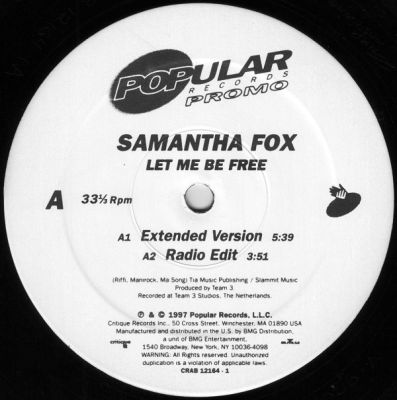 POPULAR
RECORDS
PROMO
SAMANTHA FOX
LET ME BE FREE
A 33⅓ Rpm
A1 Extended Version 5:39
A2 Radio Edit 3:51
(Riffi, Manirock, Ma Song) Tia Music Publishing / Slammit Music
Produced by Team 3.
Recorded at Team 3 Studios, The Netherlands.
℗ & © 1997 Popular Records, L.L.C.
Critique Records Inc., 50 Cross Street, Winchester, MA 01890 USA
Manufactured and distributed in the U.S. by BMG Distribution,
critique a unit of BMG Entertainment, BMG
1540 Broadway, New York, NY 10036-4098
WARNING: All Rights reserved. Unauthorized
duplication is a violation of applicable laws.
CRAB 12164 - 1